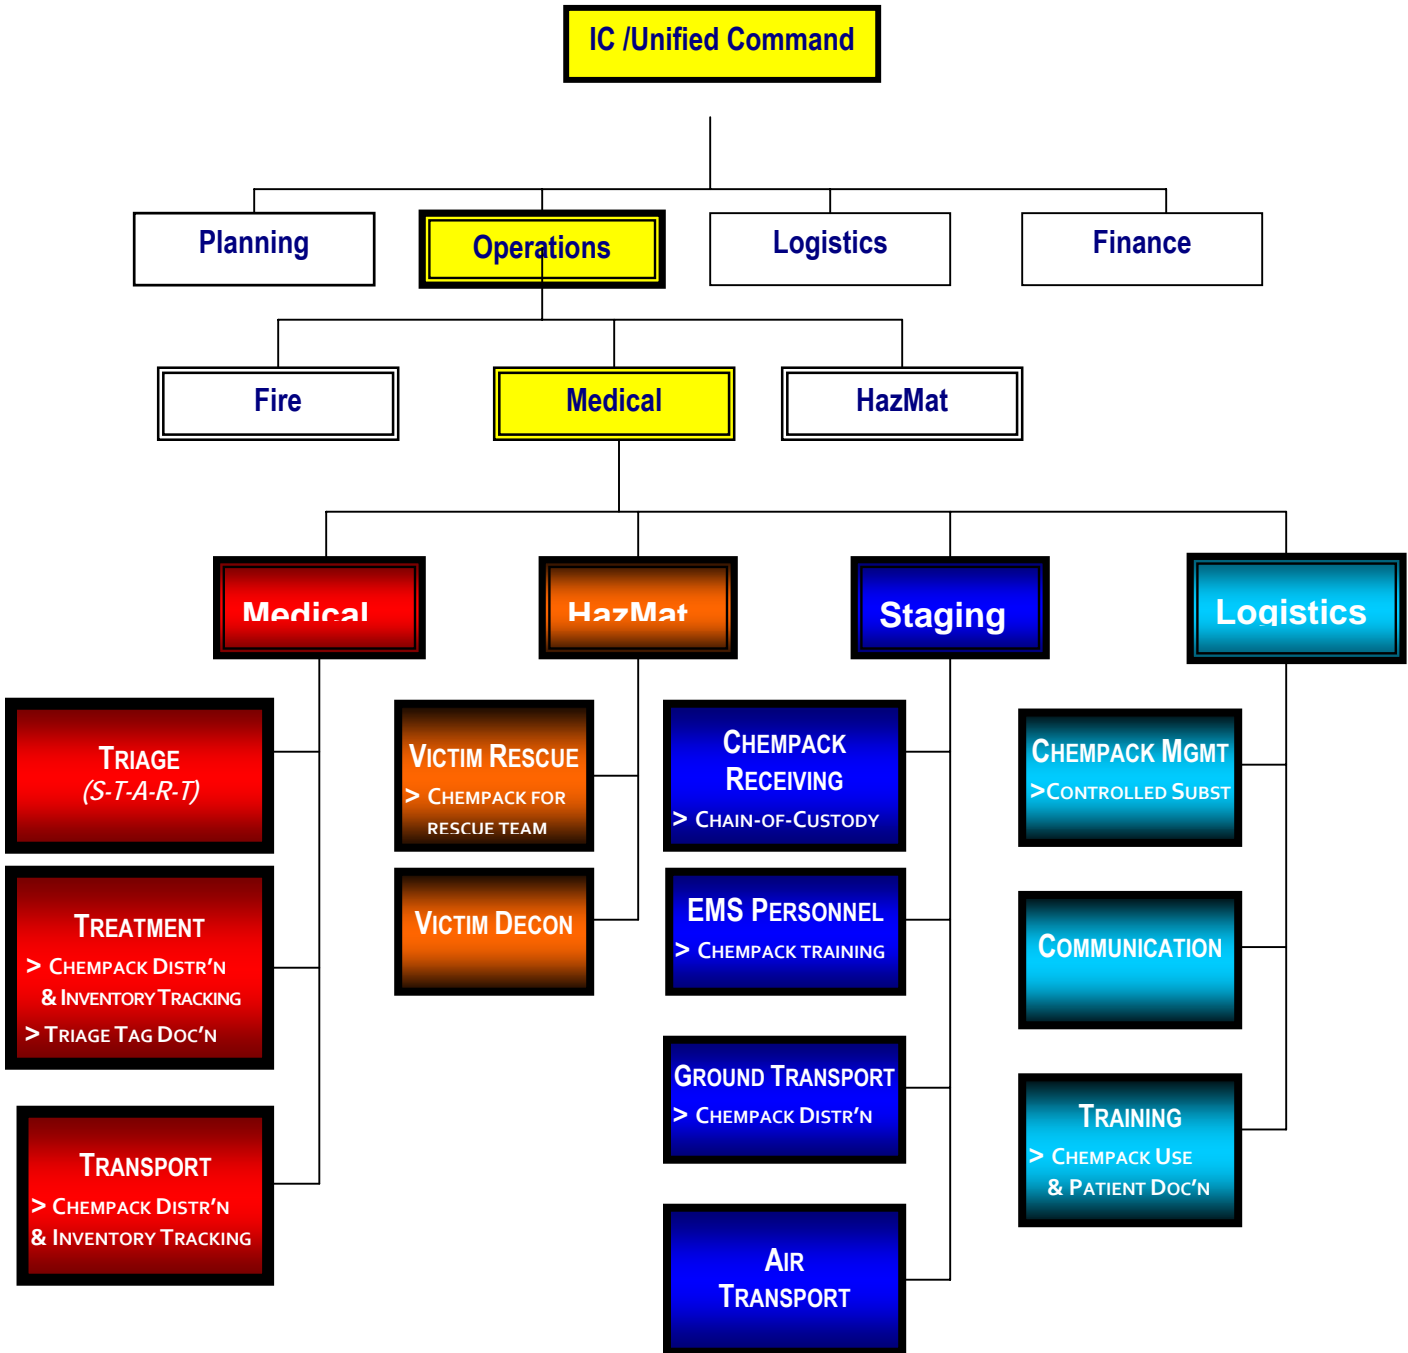 IC /Unified Command
Planning
Operations
Logistics
Finance
Fire
Medical
HazMat
Medical
HazMat
Staging
Logistics
TRIAGE
(S-T-A-R-T)
TREATMENT
> CHEMPACK DISTR'N
& INVENTORY TRACKING
> TRIAGE TAG DOC'N
TRANSPORT
> CHEMPACK DISTR'N
& INVENTORY TRACKING
VICTIM RESCUE
> CHEMPACK FOR
RESCUE TEAM
VICTIM DECON
CHEMPACK
RECEIVING
> CHAIN-OF-CUSTODY
EMS PERSONNEL
> CHEMPACK TRAINING
GROUND TRANSPORT
> CHEMPACK DISTR'N
AIR
TRANSPORT
CHEMPACK MGMT
>CONTROLLED SUBST
COMMUNICATION
TRAINING
> CHEMPACK USE
& PATIENT DOC'N